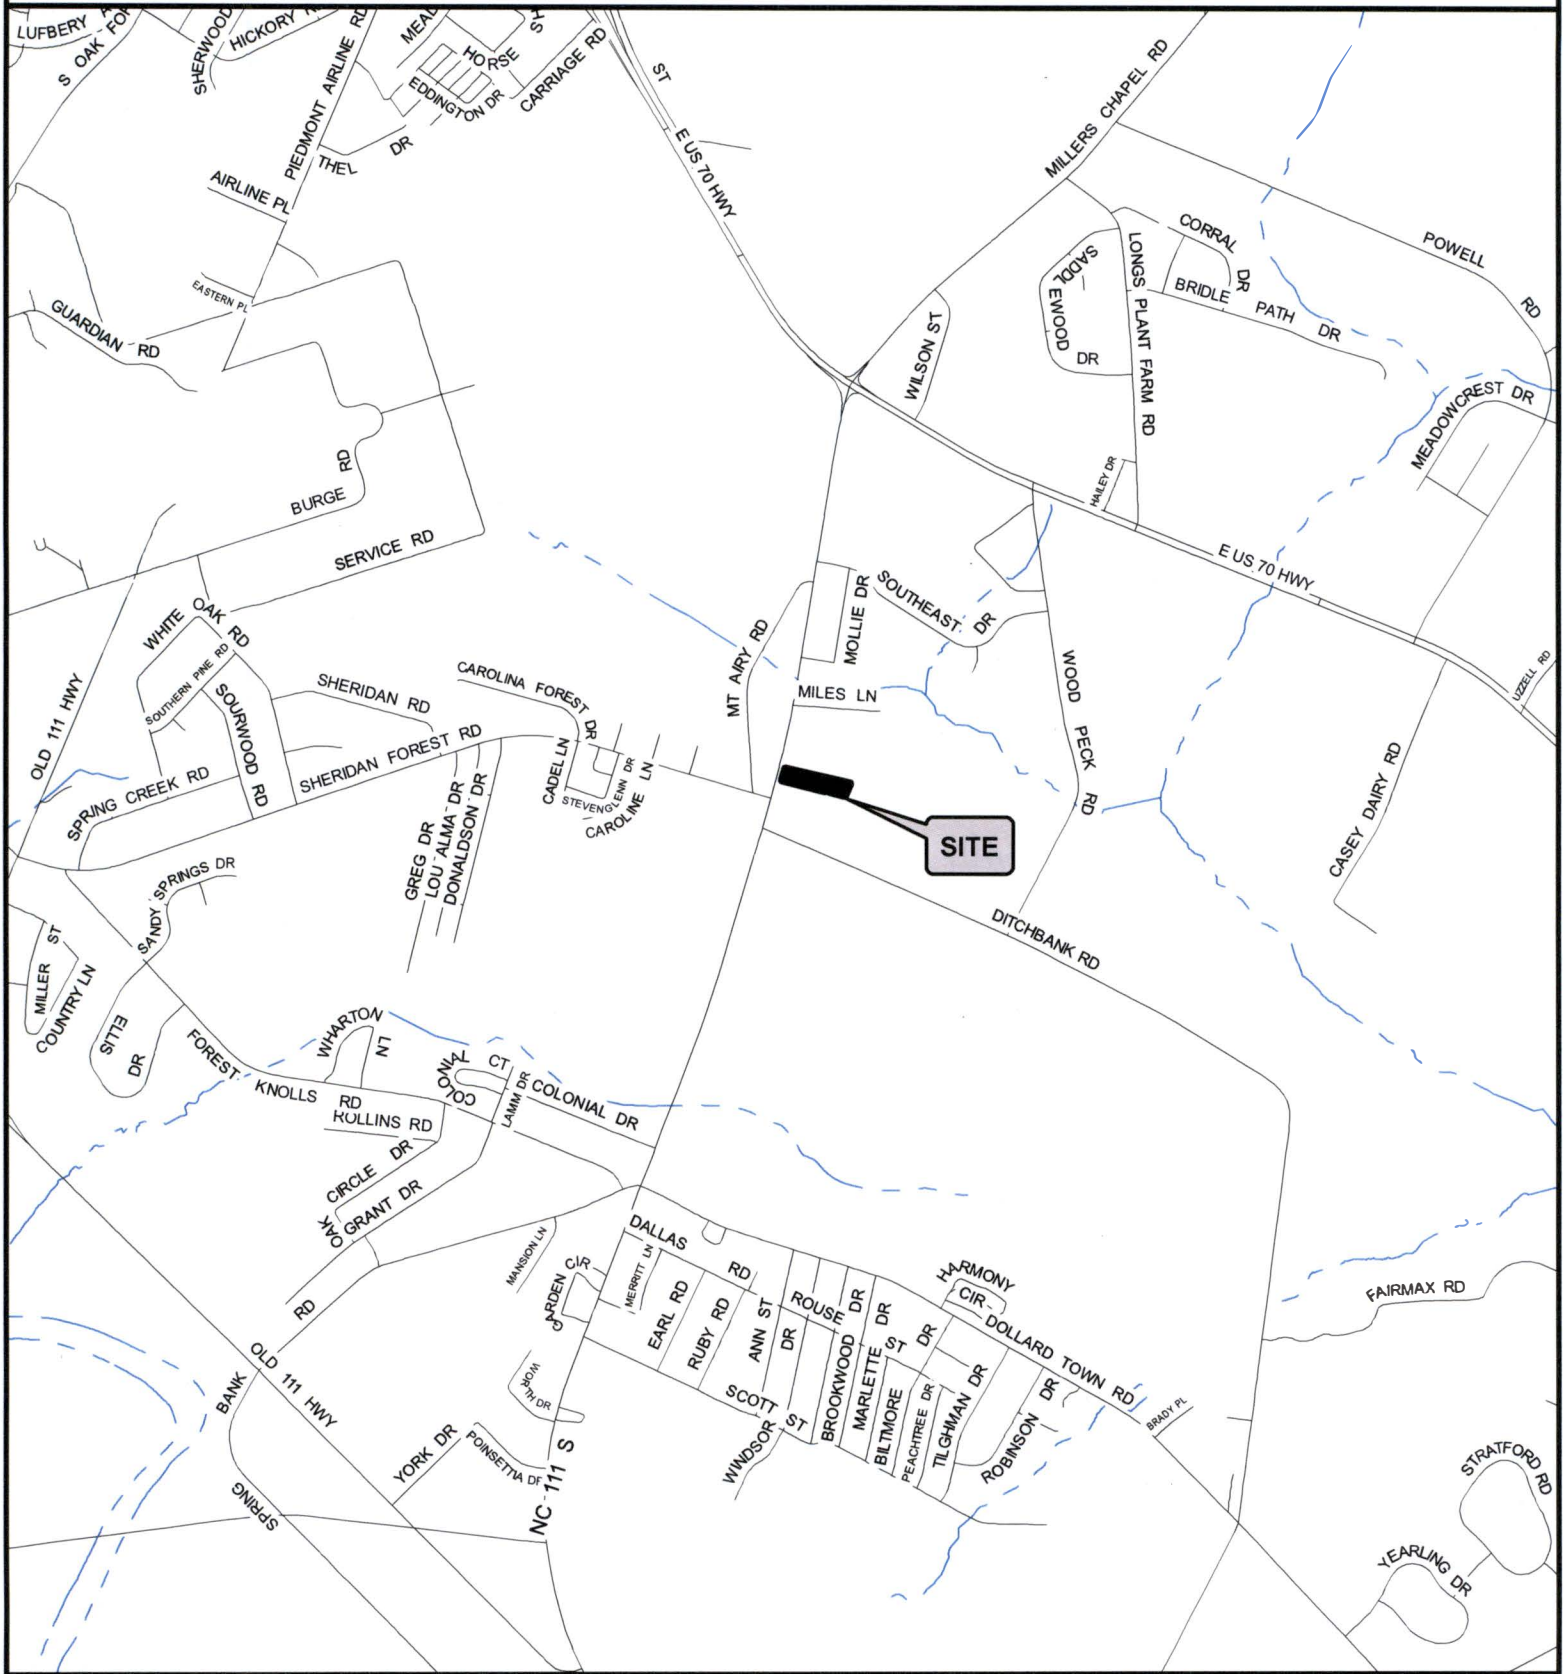 LUFBERY
S OAK FOR
SHERWOOD
HICKORY
PIEDMONT AIRLINE RD
MEAD
HORSE
SH
EDDINGTON DR
CARRIAGE RD
ST
E US 70 HWY
MILLERS CHAPEL RD
THEL DR
AIRLINE PL
EASTERN PL
GUARDIAN RD
CORRAL DR
POWELL RD
SADDL
EWOOD
DR
LONGS PLANT FARM RD
BRIDLE PATH DR
WILSON ST
MEADOWCREST DR
HAILEY DR
BURGE RD
SERVICE RD
E US 70 HWY
WHITE OAK RD
SOUTHERN PINE RD
SOURWOOD RD
OLD 111 HWY
SHERIDAN RD
CAROLINA FOREST DR
MT AIRY RD
MOLLIE DR
SOUTHEAST DR
MILES LN
WOOD PECK RD
UZZELL RD
SPRING CREEK RD
SHERIDAN FOREST RD
CADEL LN
STEVENGLENN DR
CAROLINE LN
CASEY DAIRY RD
SITE
GREG DR
LOU ALMA DR
DONALDSON DR
SANDY SPRINGS DR
DITCHBANK RD
MILLER ST
COUNTRY LN
ELLIS DR
WHARTON LN
FOREST KNOLLS RD
COLONIAL CT
LAMM DR
COLONIAL DR
ROLLINS RD
OAK CIRCLE DR
GRANT DR
MANSION LN
DALLAS RD
MERRITT LN
ARDEN CIR
EARL RD
RUBY RD
ANN ST
DR
ROUSE ST
BROOKWOOD DR
MARLETTE DR
BILTMORE DR
PEACHTREE DR
TILGHMAN DR
ROBINSON DR
HARMONY CIR
DOLLARD TOWN RD
BRADY PL
FAIRMAX RD
SCOTT ST
WINDSOR
RD
BANK
SPRING
OLD 111 HWY
YORK DR
POINSETTIA DR
NC 111 S
STRATFORD RD
YEARLING DR